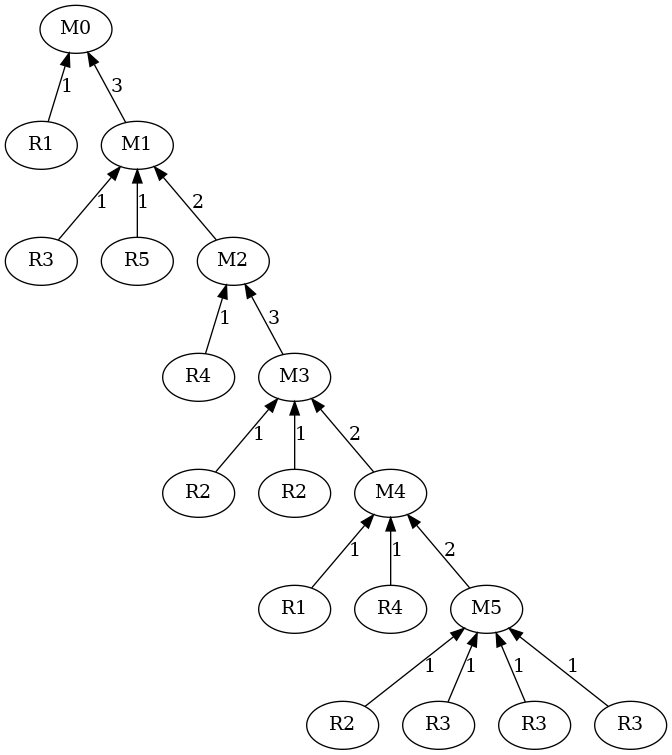 M0
1 3
R1 M1
1 1 2
R3 R5 M2
1 3
R4 M3
1 1 2
R2 R2 M4
1 1 2
R1 R4 M5
1 1 1 1
R2 R3 R3 R3